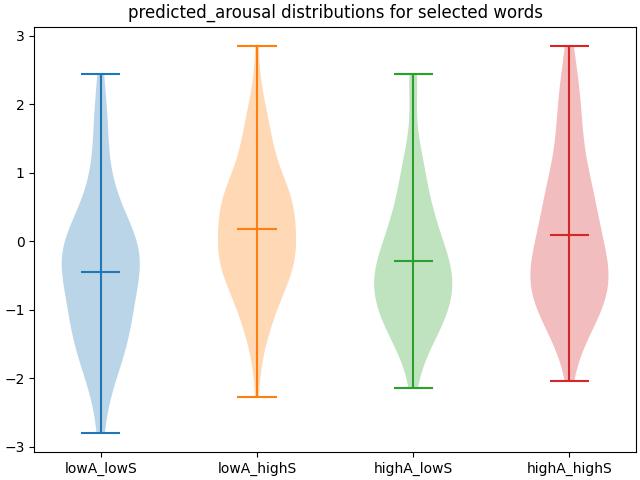 predicted_arousal distributions for selected words
3
2
1
0
−1
−2
−3
lowA_lowS
lowA_highS
highA_lowS
highA_highS